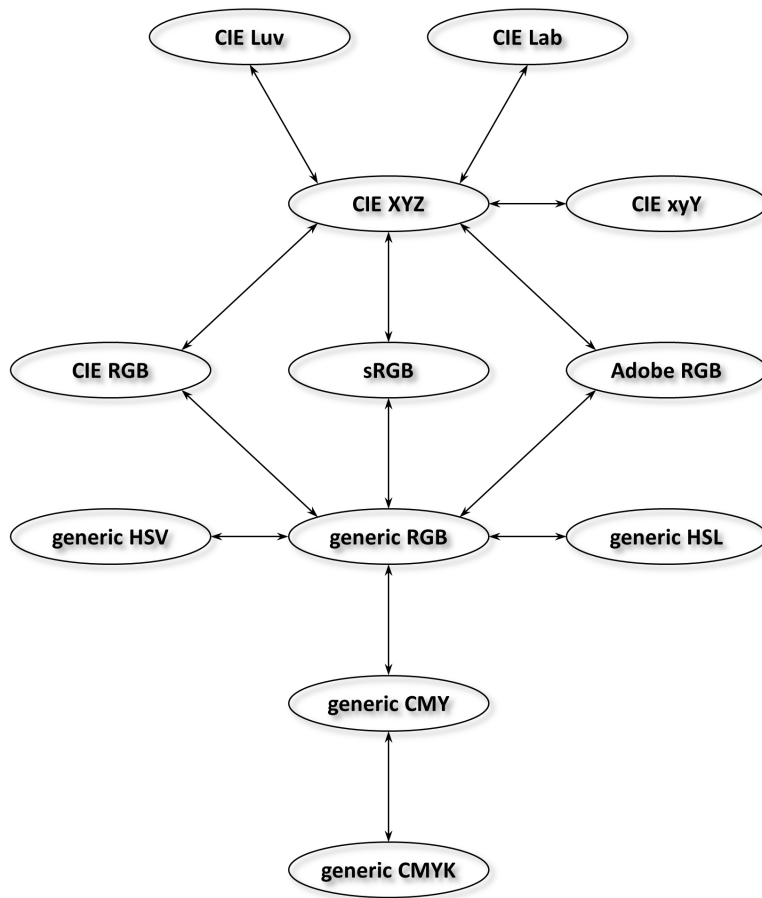 CIE Luv
CIE Lab
CIE XYZ
CIE xyY
CIE RGB
sRGB
Adobe RGB
generic HSV
generic RGB
generic HSL
generic CMY
generic CMYK